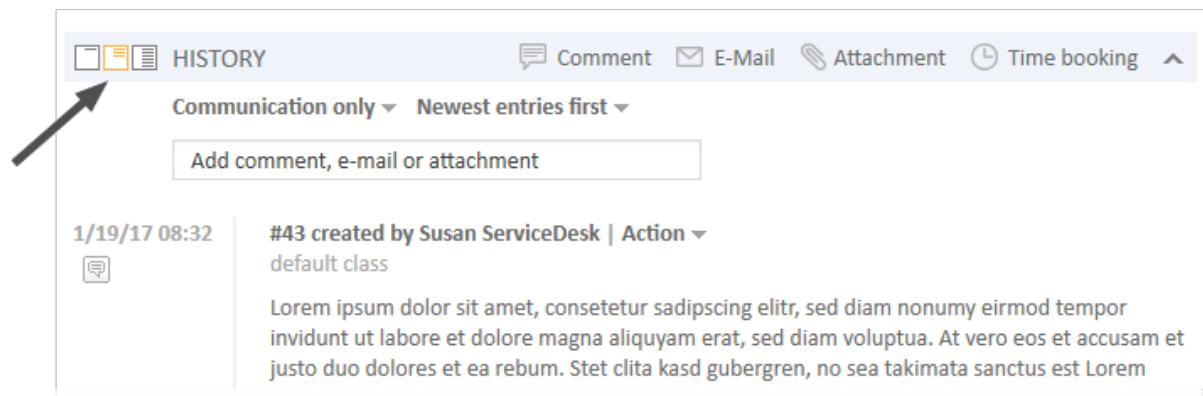 HISTORY Comment E-Mail Attachment Time booking
Communication only Newest entries first
Add comment, e-mail or attachment
1/19/17 08:32 #43 created by Susan ServiceDesk | Action
default class
Lorem ipsum dolor sit amet, consetetur sadipscing elitr, sed diam nonumy eirmod tempor
invidunt ut labore et dolore magna aliquyam erat, sed diam voluptua. At vero eos et accusam et
justo duo dolores et ea rebum. Stet clita kasd gubergren, no sea takimata sanctus est Lorem